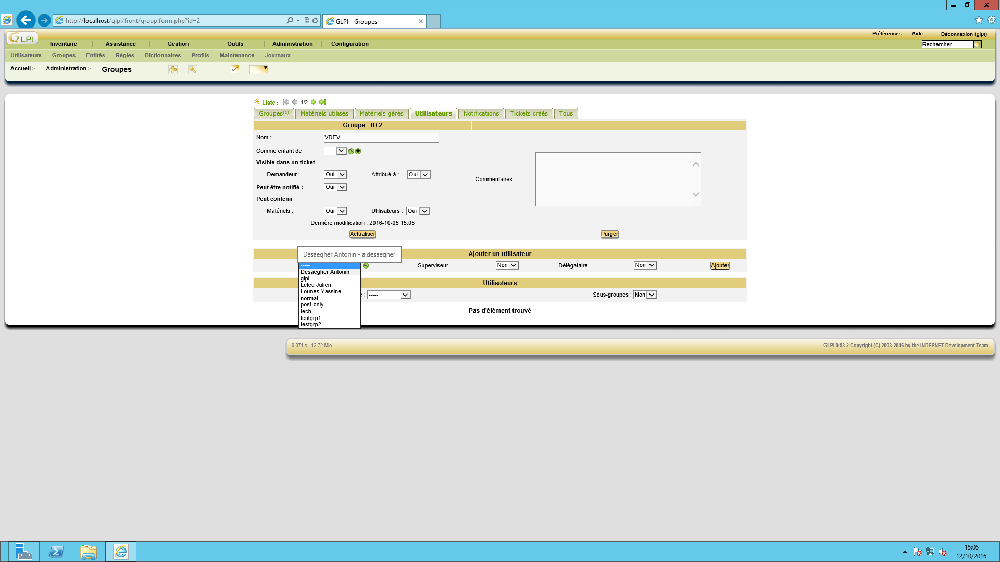 http://localhost/glpi/front/group.form.php?id=2
GLPI - Groupes
GLPI
Préférences Aide Déconnexion (glpi)
Inventaire Assistance Gestion Outils Administration Configuration
Rechercher
Utilisateurs Groupes Entités Règles Dictionnaires Profils Maintenance Journaux
Accueil > Administration > Groupes
Liste : 1/2
Groupes(1) Matériels utilisés Matériels gérés Utilisateurs Notifications Tickets créés Tous
Groupe - ID 2
Nom : VDEV
Comme enfant de -----
Visible dans un ticket
Demandeur : Oui Attribué à : Oui
Commentaires :
Peut être notifié : Oui
Peut contenir
Matériels : Oui Utilisateurs : Oui
Dernière modification : 2016-10-05 15:05
Actualiser Purger
Desaegher Antonin - a.desaegher
Ajouter un utilisateur
-----
Superviseur Non Délégataire Non Ajouter
Desaegher Antonin
glpi
Leleu Julien
Lounes Yassine
normal
post-only
tech
testgrp1
testgrp2
Utilisateurs
: ----- Sous-groupes : Non
Pas d'élément trouvé
0.071 s - 12.72 Mio
GLPI 0.83.2 Copyright (C) 2003-2016 by the INDEPNET Development Team.
15:05
12/10/2016